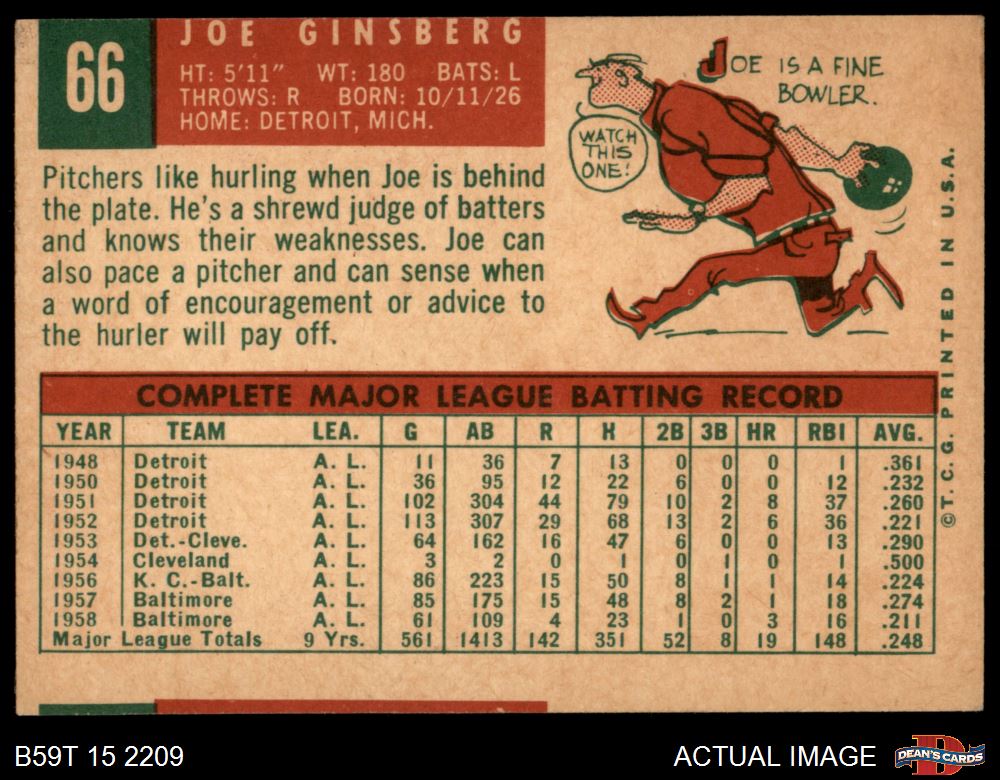 66
JOE GINSBERG
HT: 5'11" WT: 180 BATS: L
THROWS: R BORN: 10/11/26
HOME: DETROIT, MICH.
JOE IS A FINE
BOWLER.
WATCH
THIS
ONE!
Pitchers like hurling when Joe is behind
the plate. He's a shrewd judge of batters
and knows their weaknesses. Joe can
also pace a pitcher and can sense when
a word of encouragement or advice to
the hurler will pay off.
©T. C. G. PRINTED IN U.S.A.
COMPLETE MAJOR LEAGUE BATTING RECORD
YEAR TEAM LEA. G AB R H 2B 3B HR RBI AVG.
1948 Detroit A. L. 11 36 7 13 0 0 0 1 .361
1950 Detroit A. L. 36 95 12 22 6 0 0 12 .232
1951 Detroit A. L. 102 304 44 79 10 2 8 37 .260
1952 Detroit A. L. 113 307 29 68 13 2 6 36 .221
1953 Det.-Cleve. A. L. 64 162 16 47 6 0 0 13 .290
1954 Cleveland A. L. 3 2 0 1 0 1 0 1 .500
1956 K. C.-Balt. A. L. 86 223 15 50 8 1 1 14 .224
1957 Baltimore A. L. 85 175 15 48 8 2 1 18 .274
1958 Baltimore A. L. 61 109 4 23 1 0 3 16 .211
Major League Totals 9 Yrs. 561 1413 142 351 52 8 19 148 .248
B59T 15 2209
ACTUAL IMAGE
DEAN'S CARDS